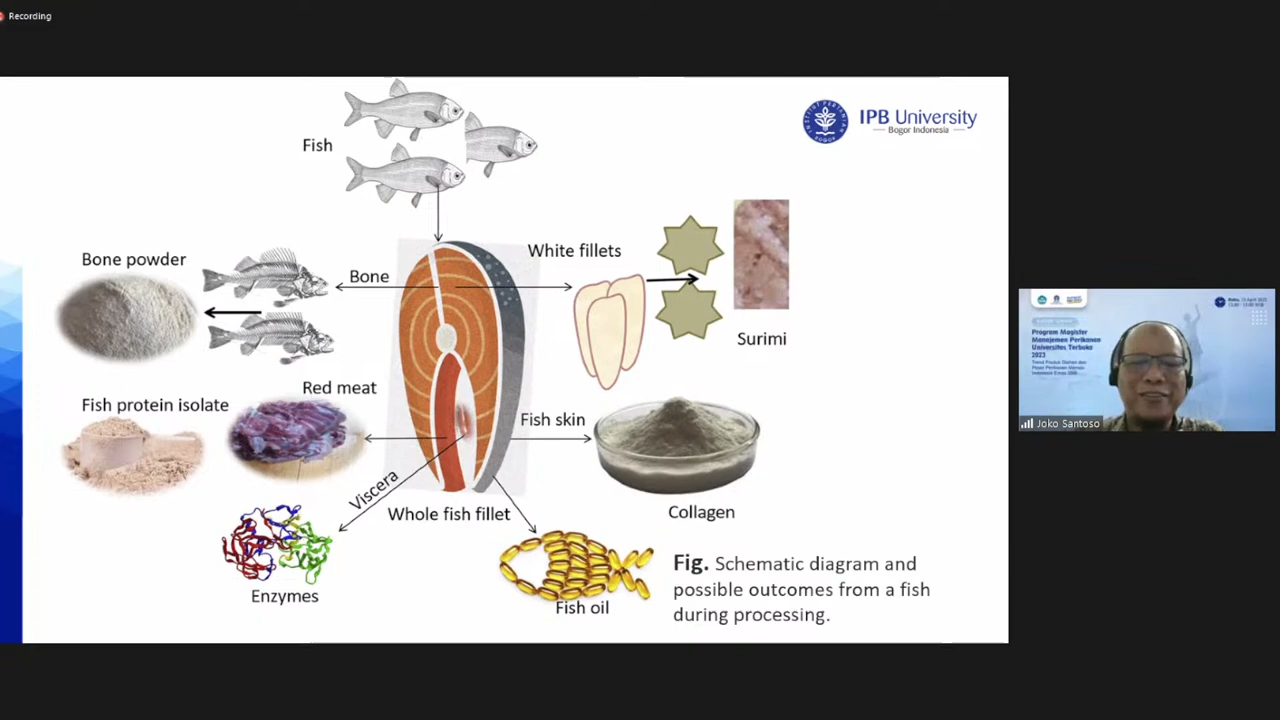 Recording
IPB University
Bogor Indonesia
Fish
Bone powder
Bone
White fillets
Surimi
Red meat
Fish protein isolate
Fish skin
Viscera
Whole fish fillet
Collagen
Enzymes
Fish oil
Fig. Schematic diagram and
possible outcomes from a fish
during processing.
Program Magister
Manajemen Perikanan
Universitas Terbuka
2023
Joko Santoso